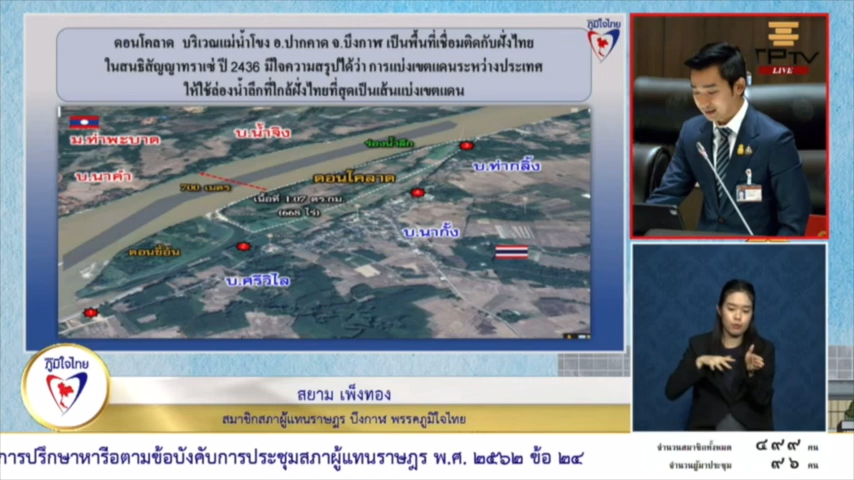 ดอนโคลาด บริเวณแม่น้ำโขง อ.ปากคาด จ.บึงกาฬ เป็นพื้นที่เชื่อมติดกับฝั่งไทย
ในสนธิสัญญาทราเซ่ ปี 2436 มีใจความสรุปได้ว่า การแบ่งเขตแดนระหว่างประเทศ
ให้ใช้ล่องน้ำลึกที่ใกล้ฝั่งไทยที่สุดเป็นเส้นแบ่งเขตแดน
ภูมิใจไทย
TPTV
LIVE
ม.ท่าพะบาด
บ.น้ำจิง
ร่องน้ำลึก
บ.นาคำ
700 เมตร
ดอนโคลาด
บ.ท่ากลิ้ง
เนื้อที่ 1.07 ตร.กม
(668 ไร่)
บ.นากั้ง
ดอนขี้อั้น
บ.ศรีวิไล
ภูมิใจไทย
สยาม เพ็งทอง
สมาชิกสภาผู้แทนราษฎร บึงกาฬ พรรคภูมิใจไทย
การปรึกษาหารือตามข้อบังคับการประชุมสภาผู้แทนราษฎร พ.ศ. ๒๕๖๒ ข้อ ๒๔
จำนวนสมาชิกทั้งหมด ๔๙๙ คน
จำนวนผู้มาประชุม ๙๖ คน